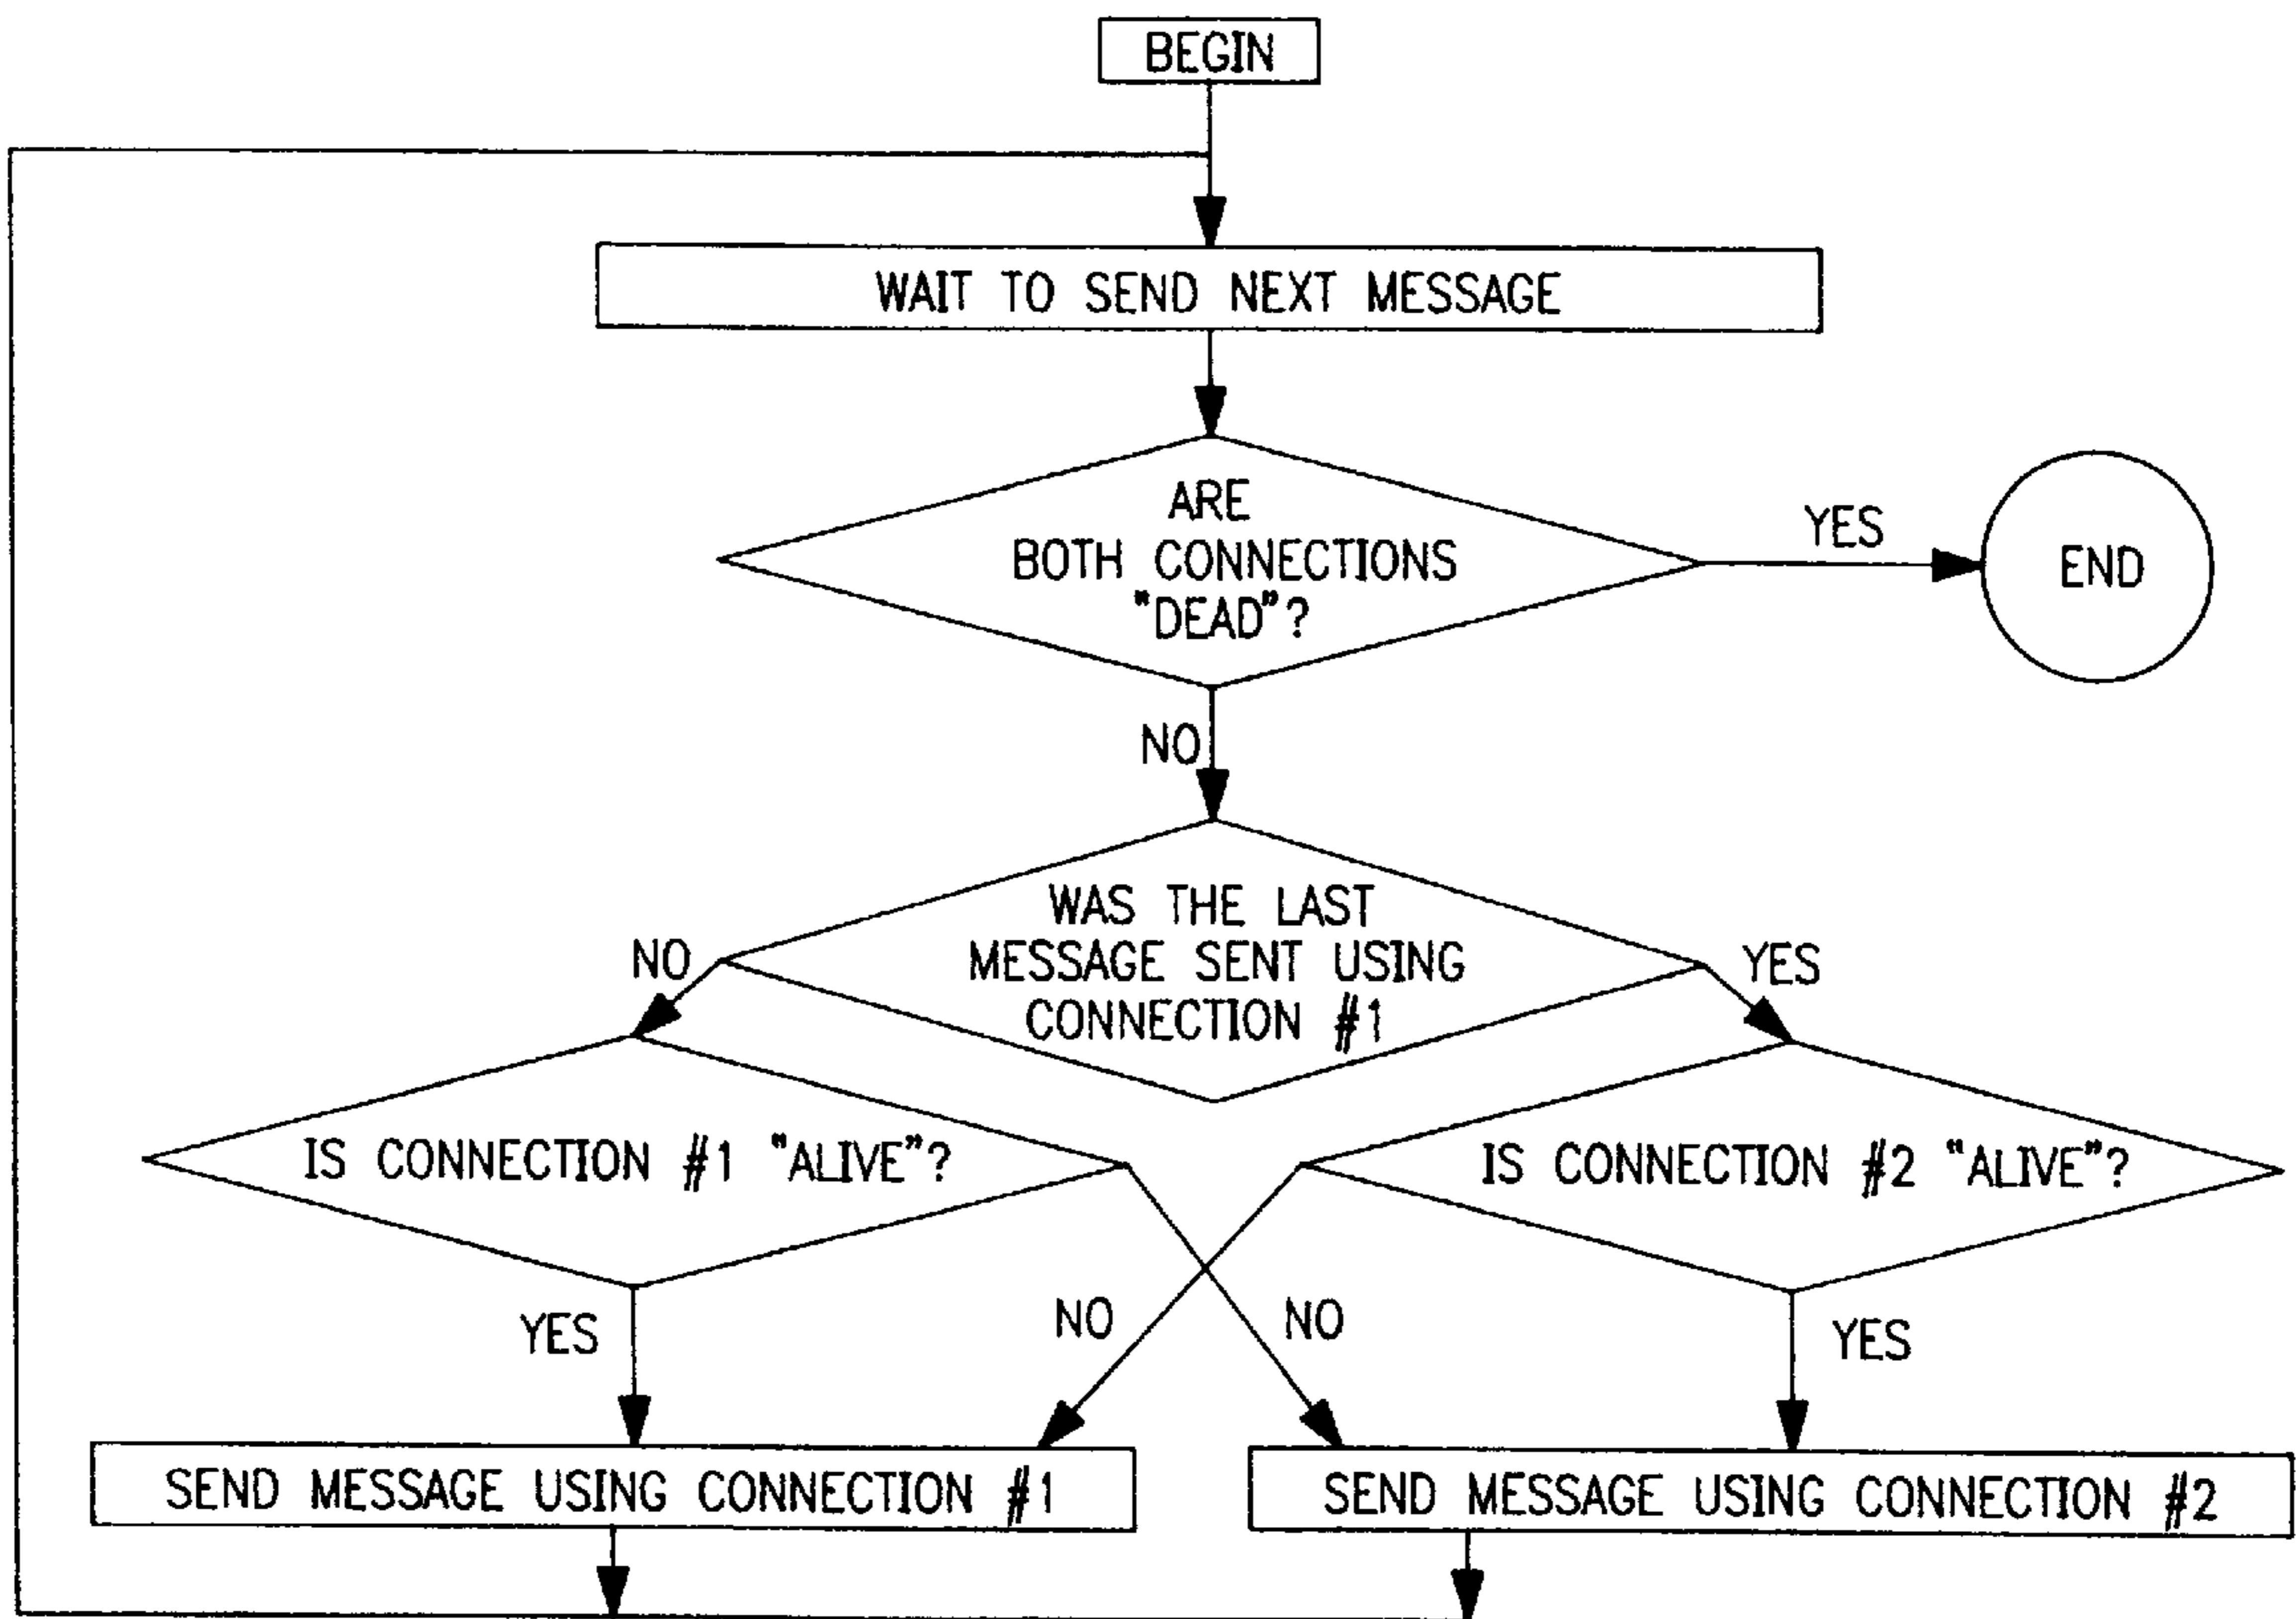 BEGIN
WAIT TO SEND NEXT MESSAGE
ARE
BOTH CONNECTIONS
"DEAD"?
YES
END
NO
WAS THE LAST
MESSAGE SENT USING
CONNECTION #1
NO
YES
IS CONNECTION #1 "ALIVE"?
IS CONNECTION #2 "ALIVE"?
YES
NO
NO
YES
SEND MESSAGE USING CONNECTION #1
SEND MESSAGE USING CONNECTION #2